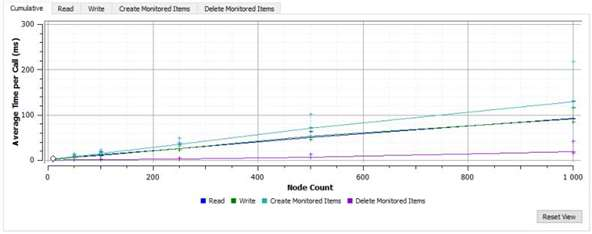 Cumulative Read Write Create Monitored Items Delete Monitored Items
Average Time per Call (ms)
300
200
100
0
0 200 400 600 800 1 000
Node Count
Read Write Create Monitored Items Delete Monitored Items
Reset View